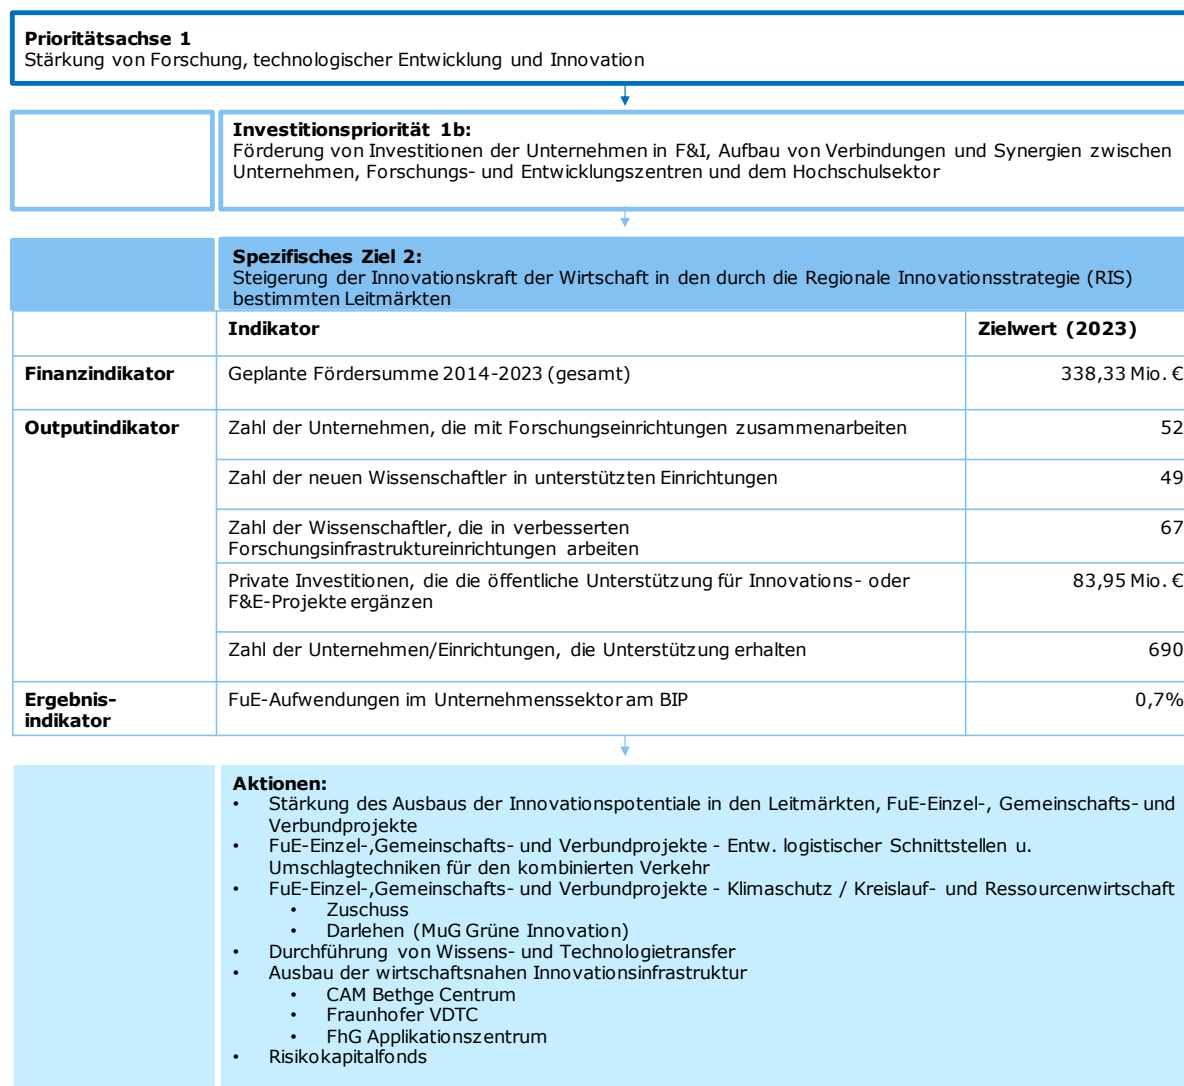 Prioritätsachse 1
Stärkung von Forschung, technologischer Entwicklung und Innovation
Investitionspriorität 1b:
Förderung von Investitionen der Unternehmen in F&I, Aufbau von Verbindungen und Synergien zwischen
Unternehmen, Forschungs- und Entwicklungszentren und dem Hochschulsektor
Spezifisches Ziel 2:
Steigerung der Innovationskraft der Wirtschaft in den durch die Regionale Innovationsstrategie (RIS)
bestimmten Leitmärkten
Indikator Zielwert (2023)
Finanzindikator Geplante Fördersumme 2014-2023 (gesamt) 338,33 Mio. €
Outputindikator Zahl der Unternehmen, die mit Forschungseinrichtungen zusammenarbeiten 52
Zahl der neuen Wissenschaftler in unterstützten Einrichtungen 49
Zahl der Wissenschaftler, die in verbesserten 67
Forschungsinfrastruktureinrichtungen arbeiten
Private Investitionen, die die öffentliche Unterstützung für Innovations- oder 83,95 Mio. €
F&E-Projekte ergänzen
Zahl der Unternehmen/Einrichtungen, die Unterstützung erhalten 690
Ergebnis- FuE-Aufwendungen im Unternehmenssektor am BIP 0,7%
indikator
Aktionen:
• Stärkung des Ausbaus der Innovationspotentiale in den Leitmärkten, FuE-Einzel-, Gemeinschafts- und
Verbundprojekte
• FuE-Einzel-,Gemeinschafts- und Verbundprojekte - Entw. logistischer Schnittstellen u.
Umschlagtechniken für den kombinierten Verkehr
• FuE-Einzel-,Gemeinschafts- und Verbundprojekte - Klimaschutz / Kreislauf- und Ressourcenwirtschaft
• Zuschuss
• Darlehen (MuG Grüne Innovation)
• Durchführung von Wissens- und Technologietransfer
• Ausbau der wirtschaftsnahen Innovationsinfrastruktur
• CAM Bethge Centrum
• Fraunhofer VDTC
• FhG Applikationszentrum
• Risikokapitalfonds